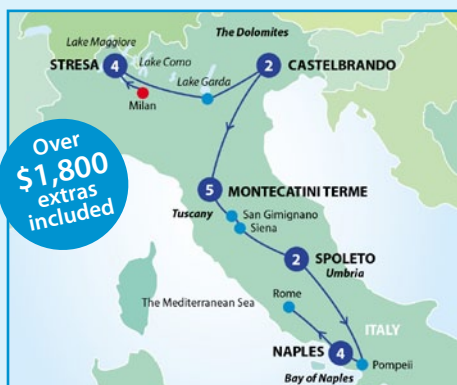 Lake Maggiore
The Dolomites
Lake Como
STRESA
4
2
CASTELBRANDO
Lake Garda
Milan
Over
$1,800
extras
included
5
MONTECATINI TERME
Tuscany
San Gimignano
Siena
2
SPOLETO
Umbria
Rome
The Mediterranean Sea
ITALY
NAPLES
4
Pompeii
Bay of Naples